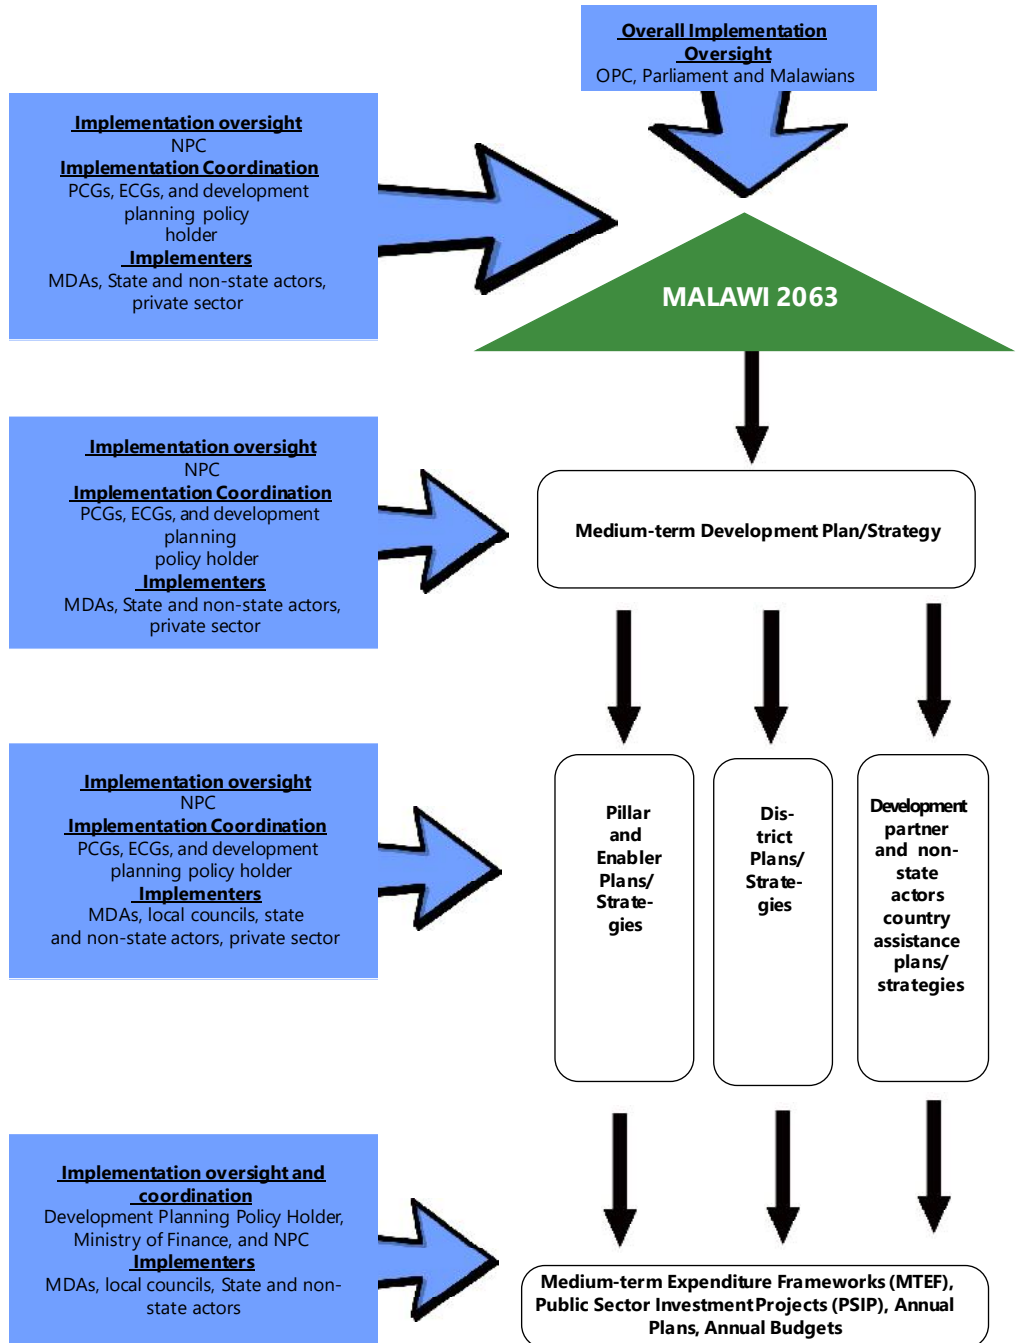 Overall Implementation
Oversight
OPC, Parliament and Malawians
Implementation oversight
NPC
Implementation Coordination
PCGs, ECGs, and development
planning policy
holder
Implementers
MDAs, State and non-state actors,
private sector
MALAWI 2063
Implementation oversight
NPC
Implementation Coordination
PCGs, ECGs, and development
planning
policy holder
Implementers
MDAs, State and non-state actors,
private sector
Medium-term Development Plan/Strategy
Implementation oversight
NPC
Implementation Coordination
PCGs, ECGs, and development
planning policy holder
Implementers
MDAs, local councils, state
and non-state actors, private sector
Pillar
and
Enabler
Plans/
Strate-
gies
Dis-
trict
Plans/
Strate-
gies
Development
partner
and non-
state
actors
country
assistance
plans/
strategies
Implementation oversight and
coordination
Development Planning Policy Holder,
Ministry of Finance, and NPC
Implementers
MDAs, local councils, State and non-
state actors
Medium-term Expenditure Frameworks (MTEF),
Public Sector Investment Projects (PSIP), Annual
Plans, Annual Budgets